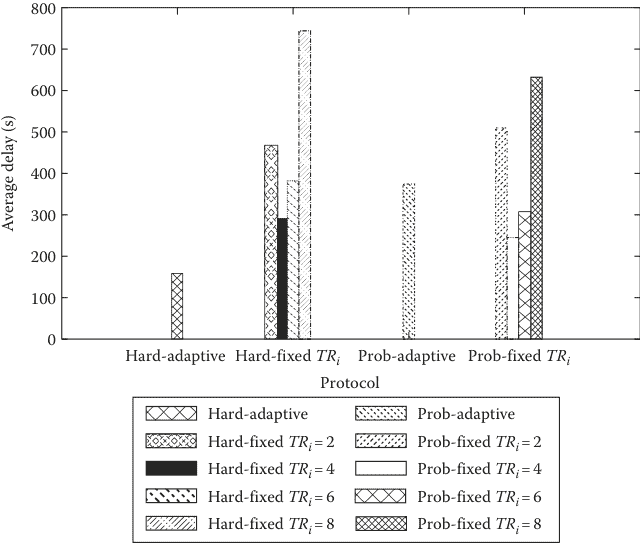 800
700
600
500
400
300
200
100
0
Average delay (s)
Hard-adaptive Hard-fixed TRi Prob-adaptive Prob-fixed TRi
Protocol
Hard-adaptive Prob-adaptive
Hard-fixed TRi = 2 Prob-fixed TRi = 2
Hard-fixed TRi = 4 Prob-fixed TRi = 4
Hard-fixed TRi = 6 Prob-fixed TRi = 6
Hard-fixed TRi = 8 Prob-fixed TRi = 8